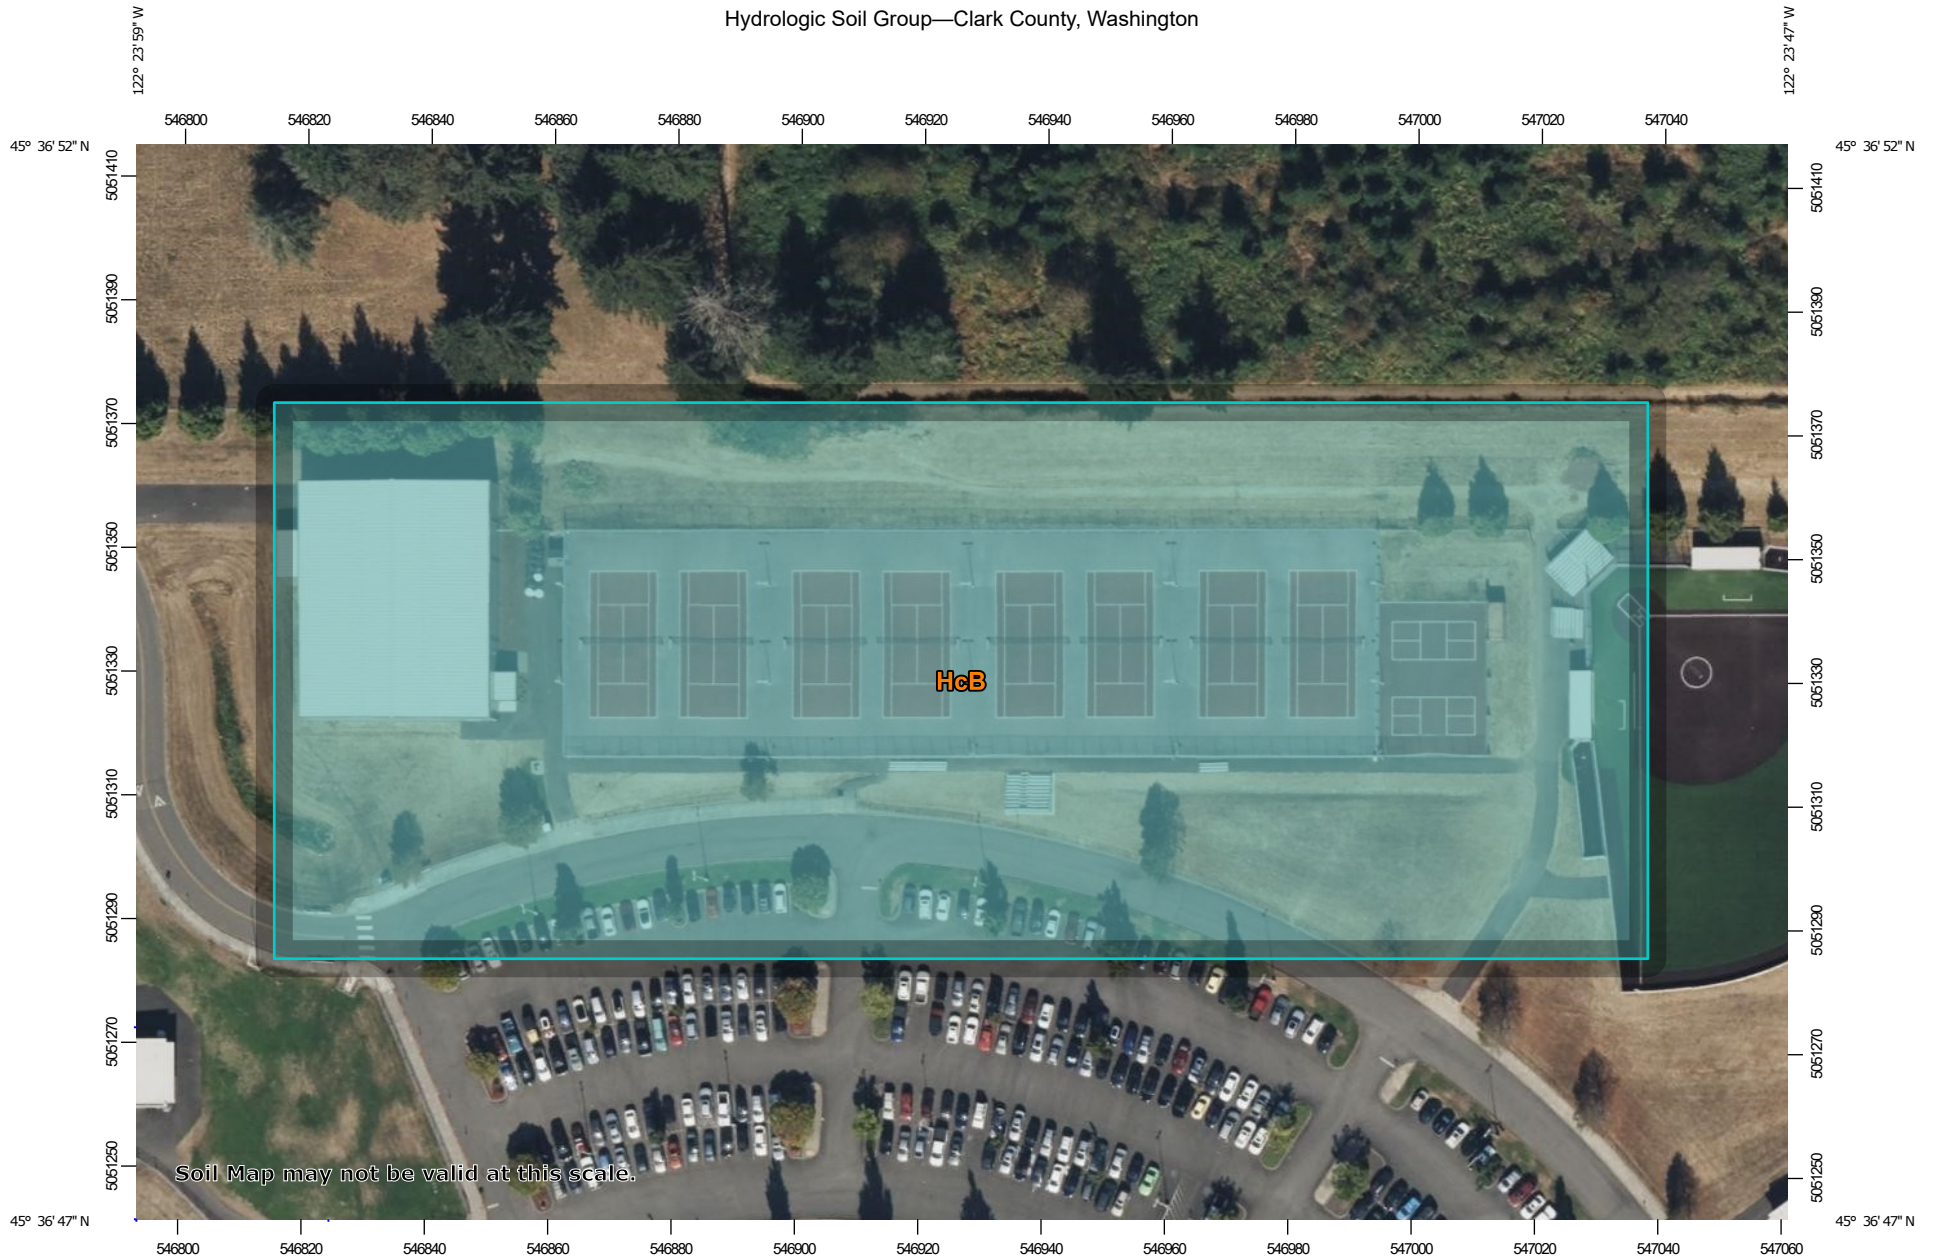 Hydrologic Soil Group—Clark County, Washington
122° 23' 59" W
122° 23' 47" W
546800 546820 546840 546860 546880 546900 546920 546940 546960 546980 547000 547020 547040
45° 36' 52" N
45° 36' 52" N
5051410
5051410
5051390
5051390
5051370
5051370
5051350
5051350
5051330
5051330
HcB
5051310
5051310
5051290
5051290
5051270
5051270
5051250
5051250
Soil Map may not be valid at this scale.
45° 36' 47" N
45° 36' 47" N
546800 546820 546840 546860 546880 546900 546920 546940 546960 546980 547000 547020 547040 547060